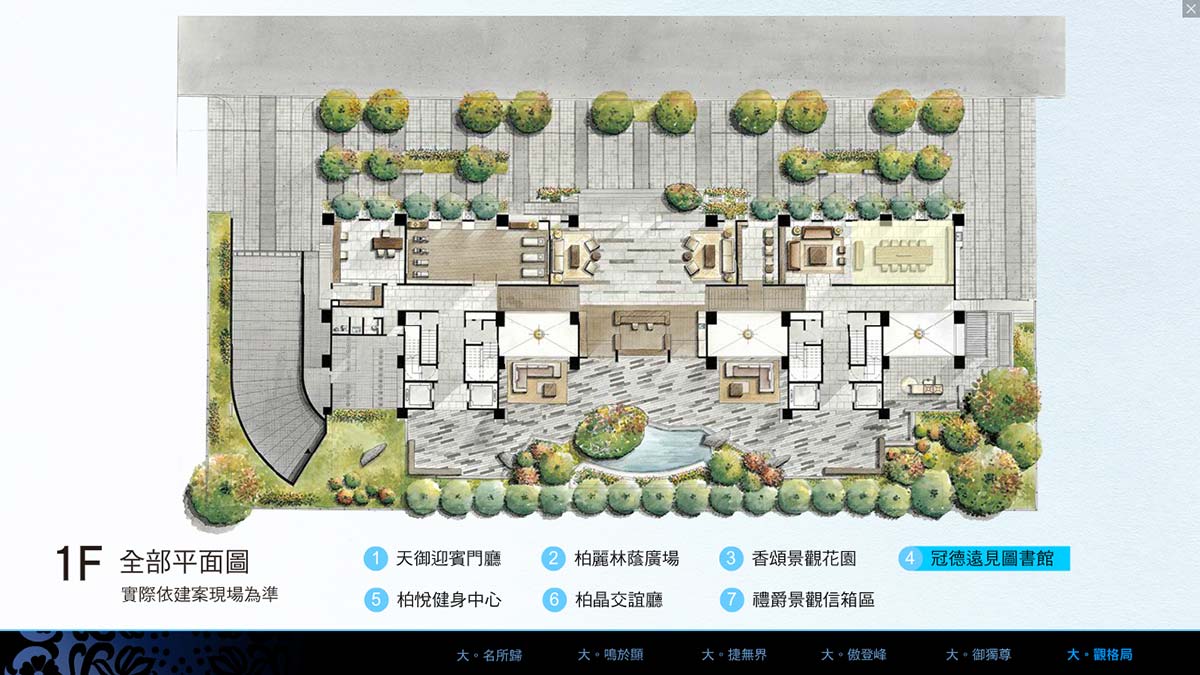 1F 全部平面圖
實際依建案現場為準
1 天御迎賓門廳 2 柏麗林蔭廣場 3 香頌景觀花園 4 冠德遠見圖書館
5 柏悅健身中心 6 柏晶交誼廳 7 禮爵景觀信箱區
大。名所歸 大。鳴於顯 大。捷無界 大。傲登峰 大。御獨尊 大。觀格局